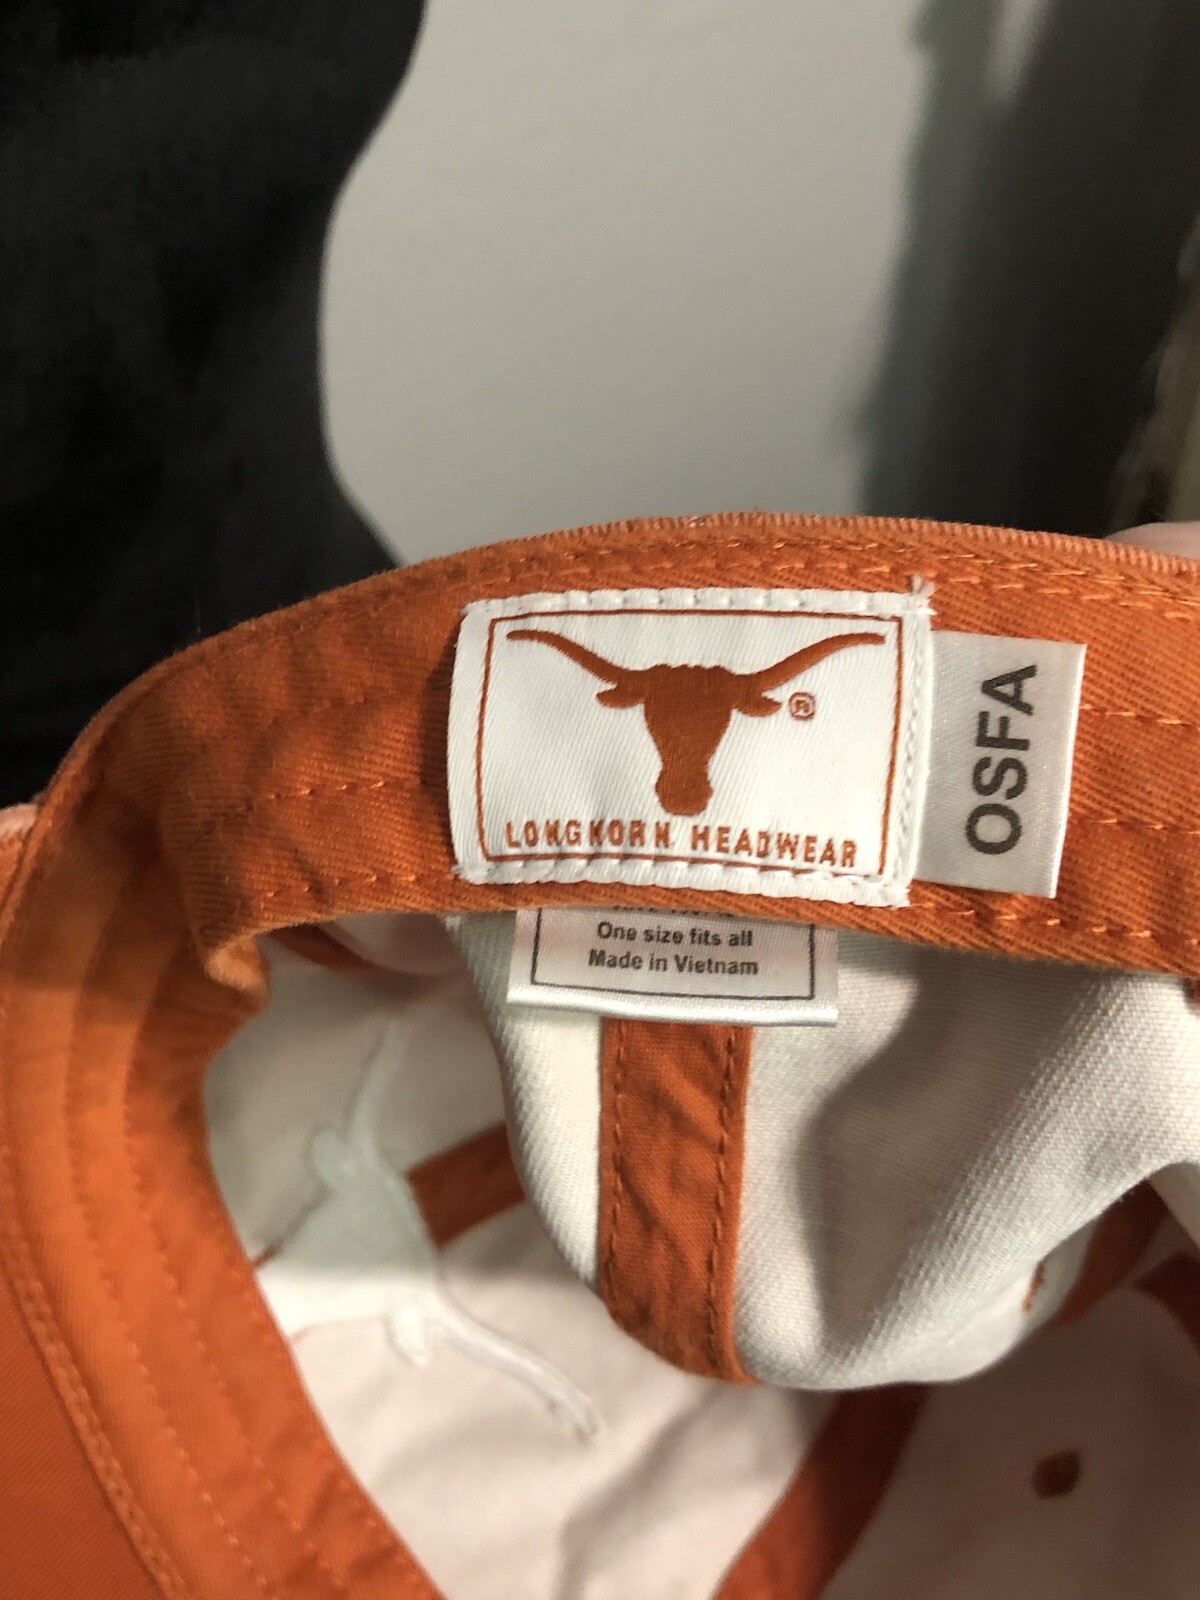 ®
LONGHORN HEADWEAR
OSFA
One size fits all
Made in Vietnam